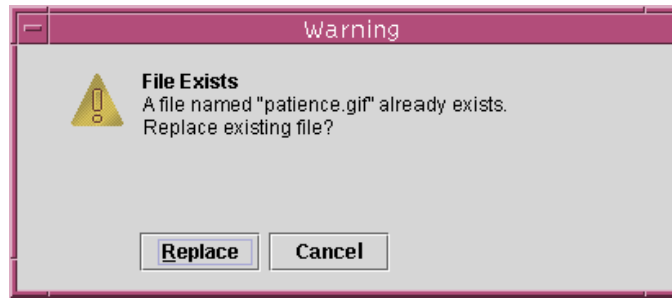 Warning
File Exists
A file named "patience.gif" already exists.
Replace existing file?
Replace Cancel